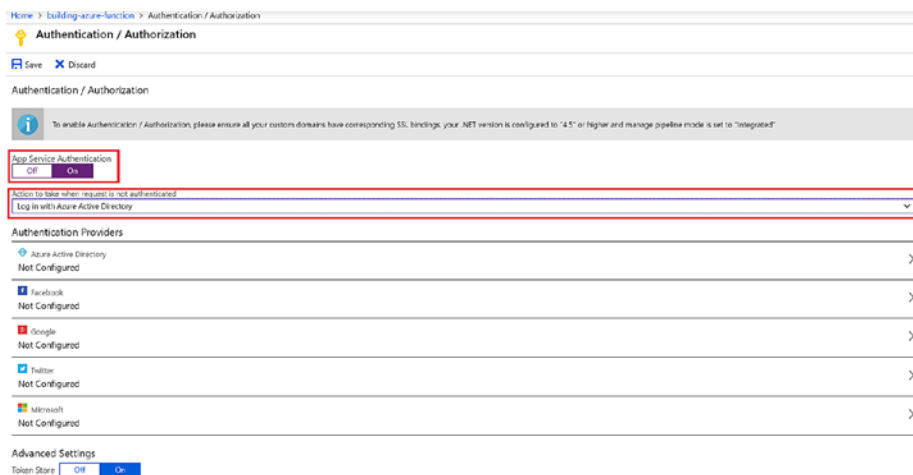 Home > building-azure-function > Authentication / Authorization
Authentication / Authorization
Save Discard
Authentication / Authorization
To enable Authentication / Authorization, please ensure all your custom domains have corresponding SSL bindings, your .NET version is configured to "4.5" or higher and manage pipeline mode is set to "Integrated"
App Service Authentication
Off On
Action to take when request is not authenticated
Log in with Azure Active Directory
Authentication Providers
Azure Active Directory
Not Configured
Facebook
Not Configured
Google
Not Configured
Twitter
Not Configured
Microsoft
Not Configured
Advanced Settings
Token Store Off On